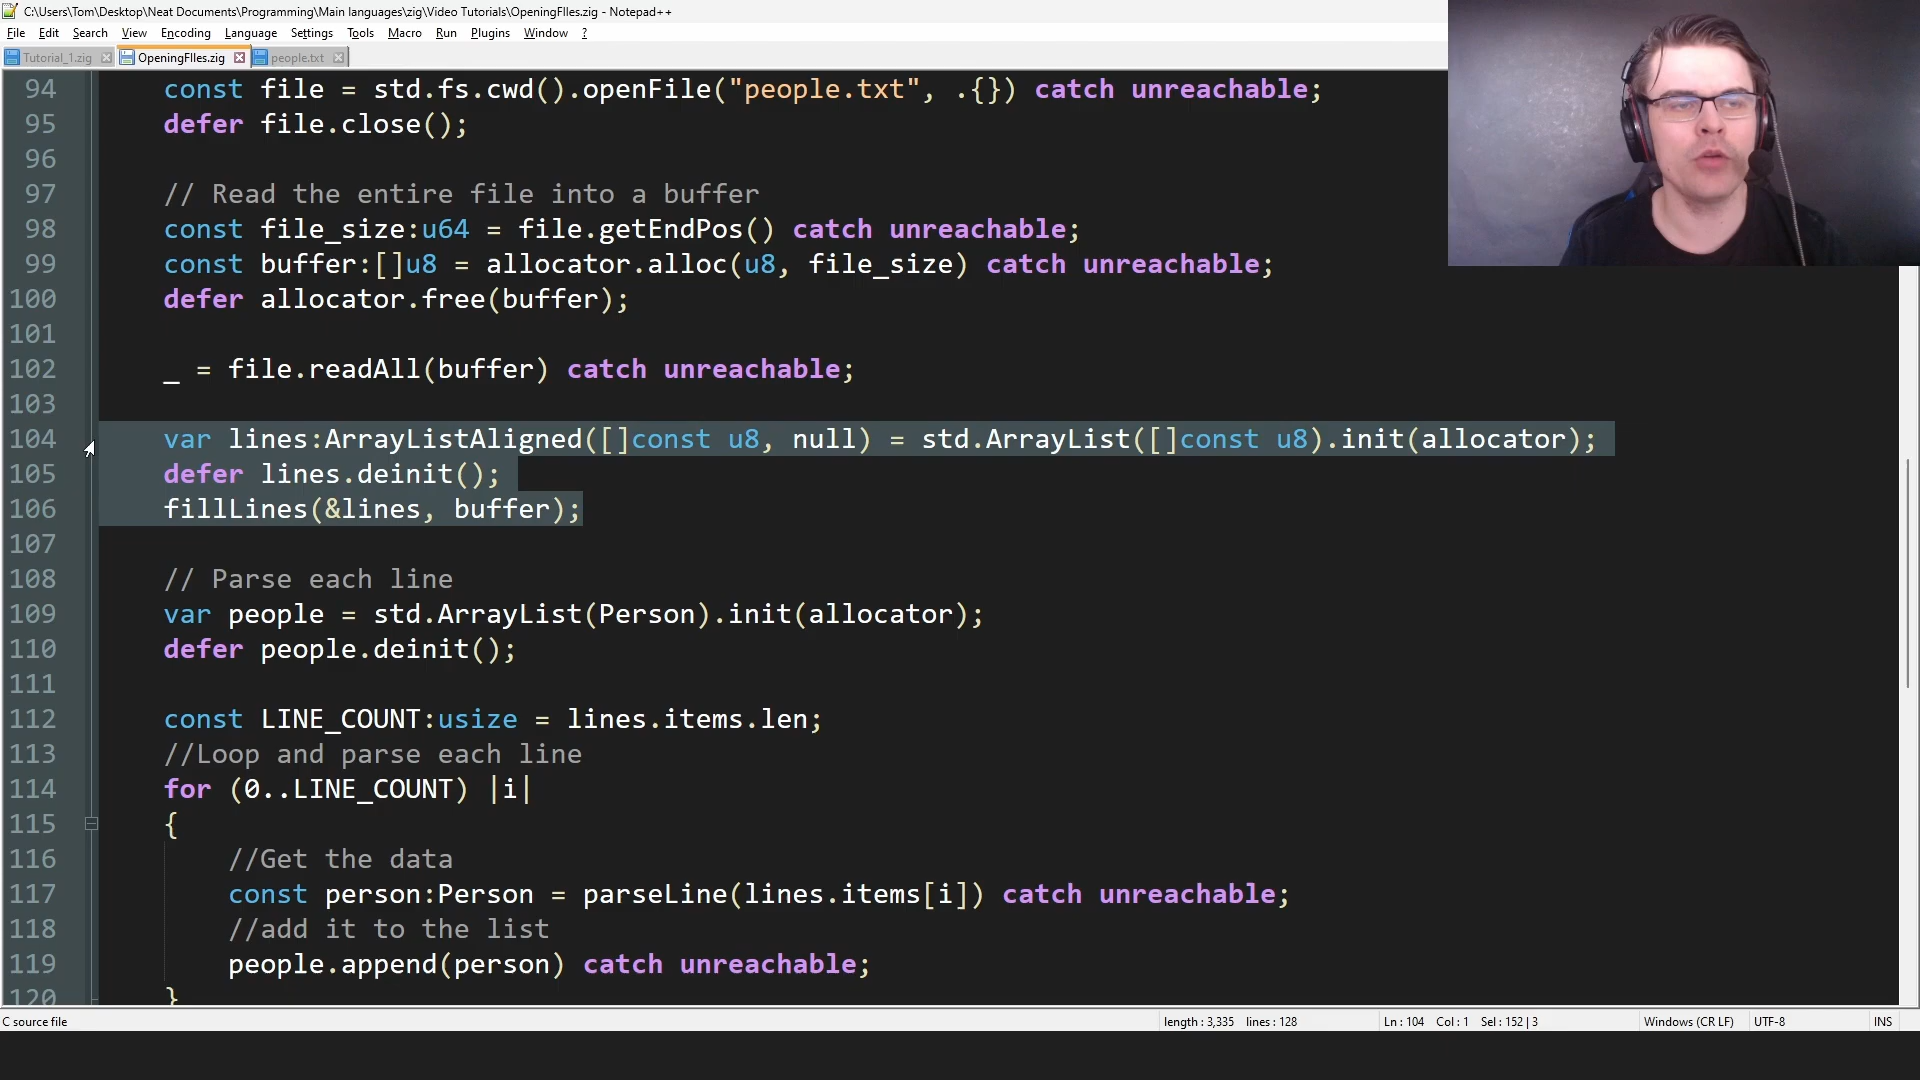 C:\Users\Tom\Desktop\Neat Documents\Programming\Main languages\zig\Video Tutorials\OpeningFIles.zig - Notepad++
File Edit Search View Encoding Language Settings Tools Macro Run Plugins Window ?
Tutorial_1.zig OpeningFIles.zig people.txt
94 const file = std.fs.cwd().openFile("people.txt", .{}) catch unreachable;
95 defer file.close();
96
97 // Read the entire file into a buffer
98 const file_size:u64 = file.getEndPos() catch unreachable;
99 const buffer:[]u8 = allocator.alloc(u8, file_size) catch unreachable;
100 defer allocator.free(buffer);
101
102 _ = file.readAll(buffer) catch unreachable;
103
104 var lines:ArrayListAligned([]const u8, null) = std.ArrayList([]const u8).init(allocator);
105 defer lines.deinit();
106 fillLines(&lines, buffer);
107
108 // Parse each line
109 var people = std.ArrayList(Person).init(allocator);
110 defer people.deinit();
111
112 const LINE_COUNT:usize = lines.items.len;
113 //Loop and parse each line
114 for (0..LINE_COUNT) |i|
115 {
116 //Get the data
117 const person:Person = parseLine(lines.items[i]) catch unreachable;
118 //add it to the list
119 people.append(person) catch unreachable;
120 }
C source file length : 3,335 lines : 128 Ln : 104 Col : 1 Sel : 152 | 3 Windows (CR LF) UTF-8 INS